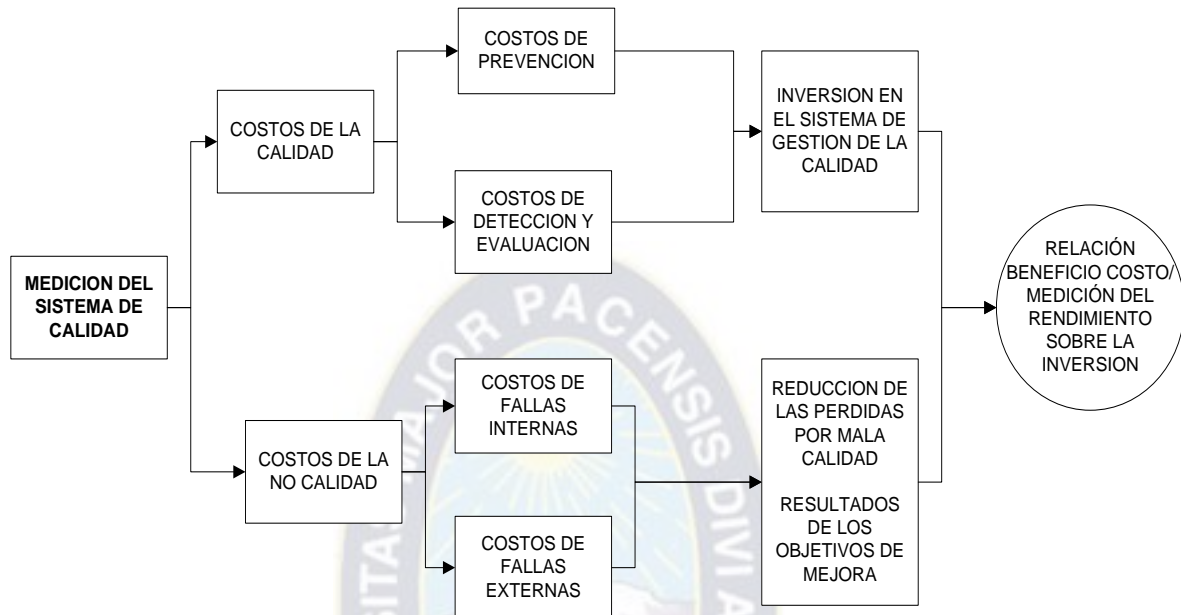 COSTOS DE
PREVENCION
COSTOS DE LA
CALIDAD
COSTOS DE
DETECCION Y
EVALUACION
INVERSION EN
EL SISTEMA DE
GESTION DE LA
CALIDAD
MEDICION DEL
SISTEMA DE
CALIDAD
RELACIÓN
BENEFICIO COSTO/
MEDICIÓN DEL
RENDIMIENTO
SOBRE LA
INVERSION
COSTOS DE
FALLAS
INTERNAS
COSTOS DE LA
NO CALIDAD
COSTOS DE
FALLAS
EXTERNAS
REDUCCION DE
LAS PERDIDAS
POR MALA
CALIDAD
RESULTADOS
DE LOS
OBJETIVOS DE
MEJORA
MAJOR PACENSIS DIVI